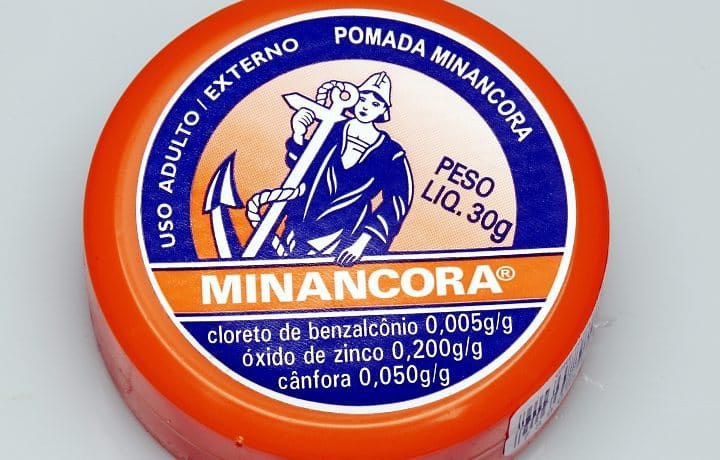 USO ADULTO / EXTERNO
POMADA MINANCORA
PESO
LIQ. 30g
MINANCORA®
cloreto de benzalcônio 0,005g/g
óxido de zinco 0,200g/g
cânfora 0,050g/g